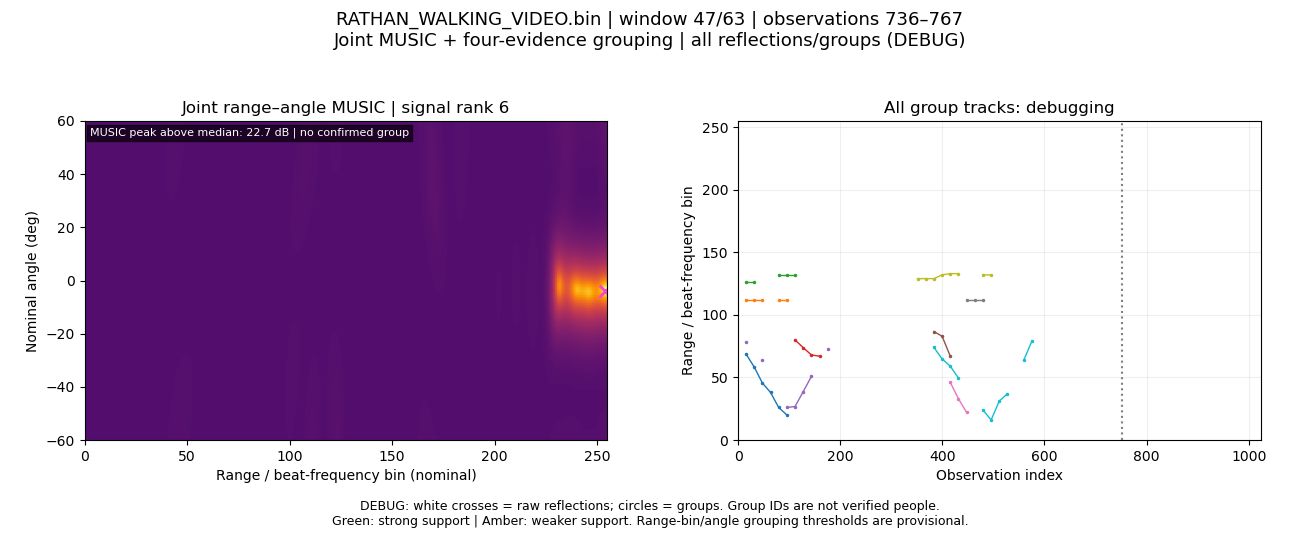 RATHAN_WALKING_VIDEO.bin | window 47/63 | observations 736–767
Joint MUSIC + four-evidence grouping | all reflections/groups (DEBUG)
Joint range–angle MUSIC | signal rank 6
MUSIC peak above median: 22.7 dB | no confirmed group
60
40
20
0
−20
−40
−60
Nominal angle (deg)
0
50
100
150
200
250
Range / beat-frequency bin (nominal)
All group tracks: debugging
250
200
150
100
50
0
Range / beat-frequency bin
0
200
400
600
800
1000
Observation index
DEBUG: white crosses = raw reflections; circles = groups. Group IDs are not verified people.
Green: strong support | Amber: weaker support. Range-bin/angle grouping thresholds are provisional.